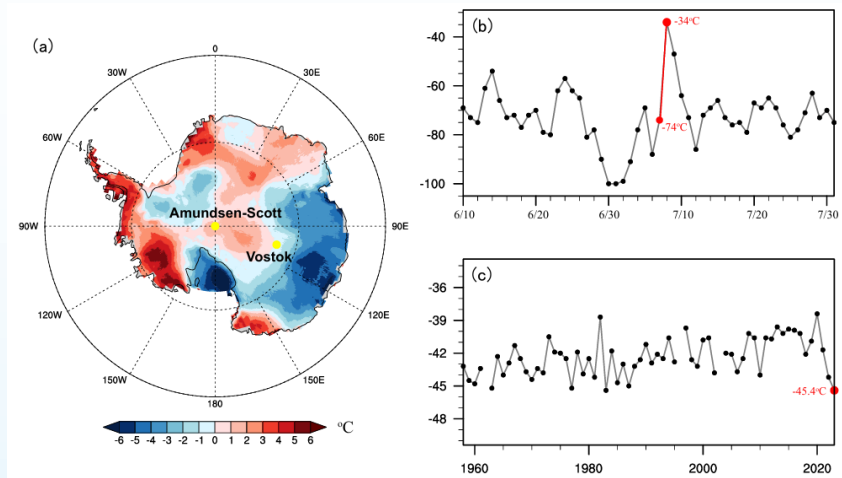 (a)
0
30W
30E
60W
60E
Amundsen-Scott
90W
90E
Vostok
120W
120E
150W
150E
180
-6 -5 -4 -3 -2 -1 0 1 2 3 4 5 6
°C
(b)
-34°C
-40
-60
-74°C
-80
-100
6/10 6/20 6/30 7/10 7/20 7/30
(c)
-36
-39
-42
-45
-45.4°C
-48
1960 1980 2000 2020